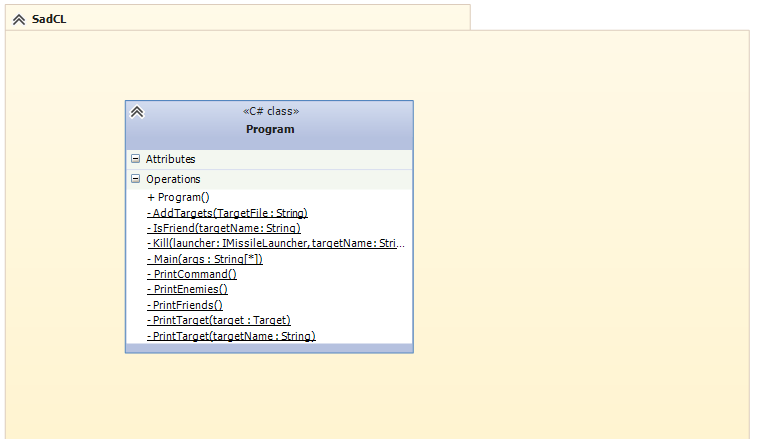 SadCL
«C# class»
Program
Attributes
Operations
+ Program()
- AddTargets(TargetFile : String)
- IsFriend(targetName : String)
- Kill(launcher : IMissileLauncher, targetName : Stri...
- Main(args : String[*])
- PrintCommand()
- PrintEnemies()
- PrintFriends()
- PrintTarget(target : Target)
- PrintTarget(targetName : String)